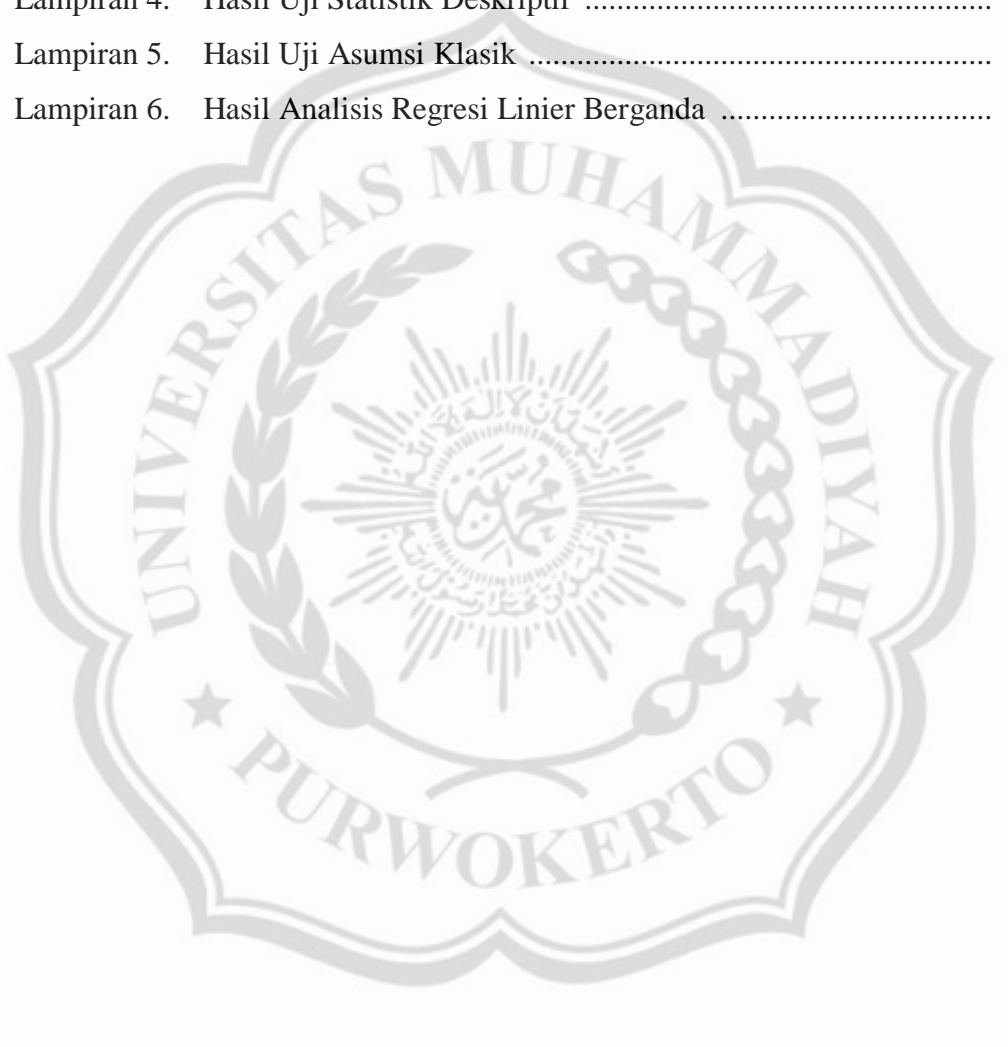 Lampiran 4. Hasil Uji Statistik Deskriptif ....................................................
Lampiran 5. Hasil Uji Asumsi Klasik ...........................................................
Lampiran 6. Hasil Analisis Regresi Linier Berganda ..................................
UNIVERSITAS MUHAMMADIYAH
محمد
PURWOKERTO